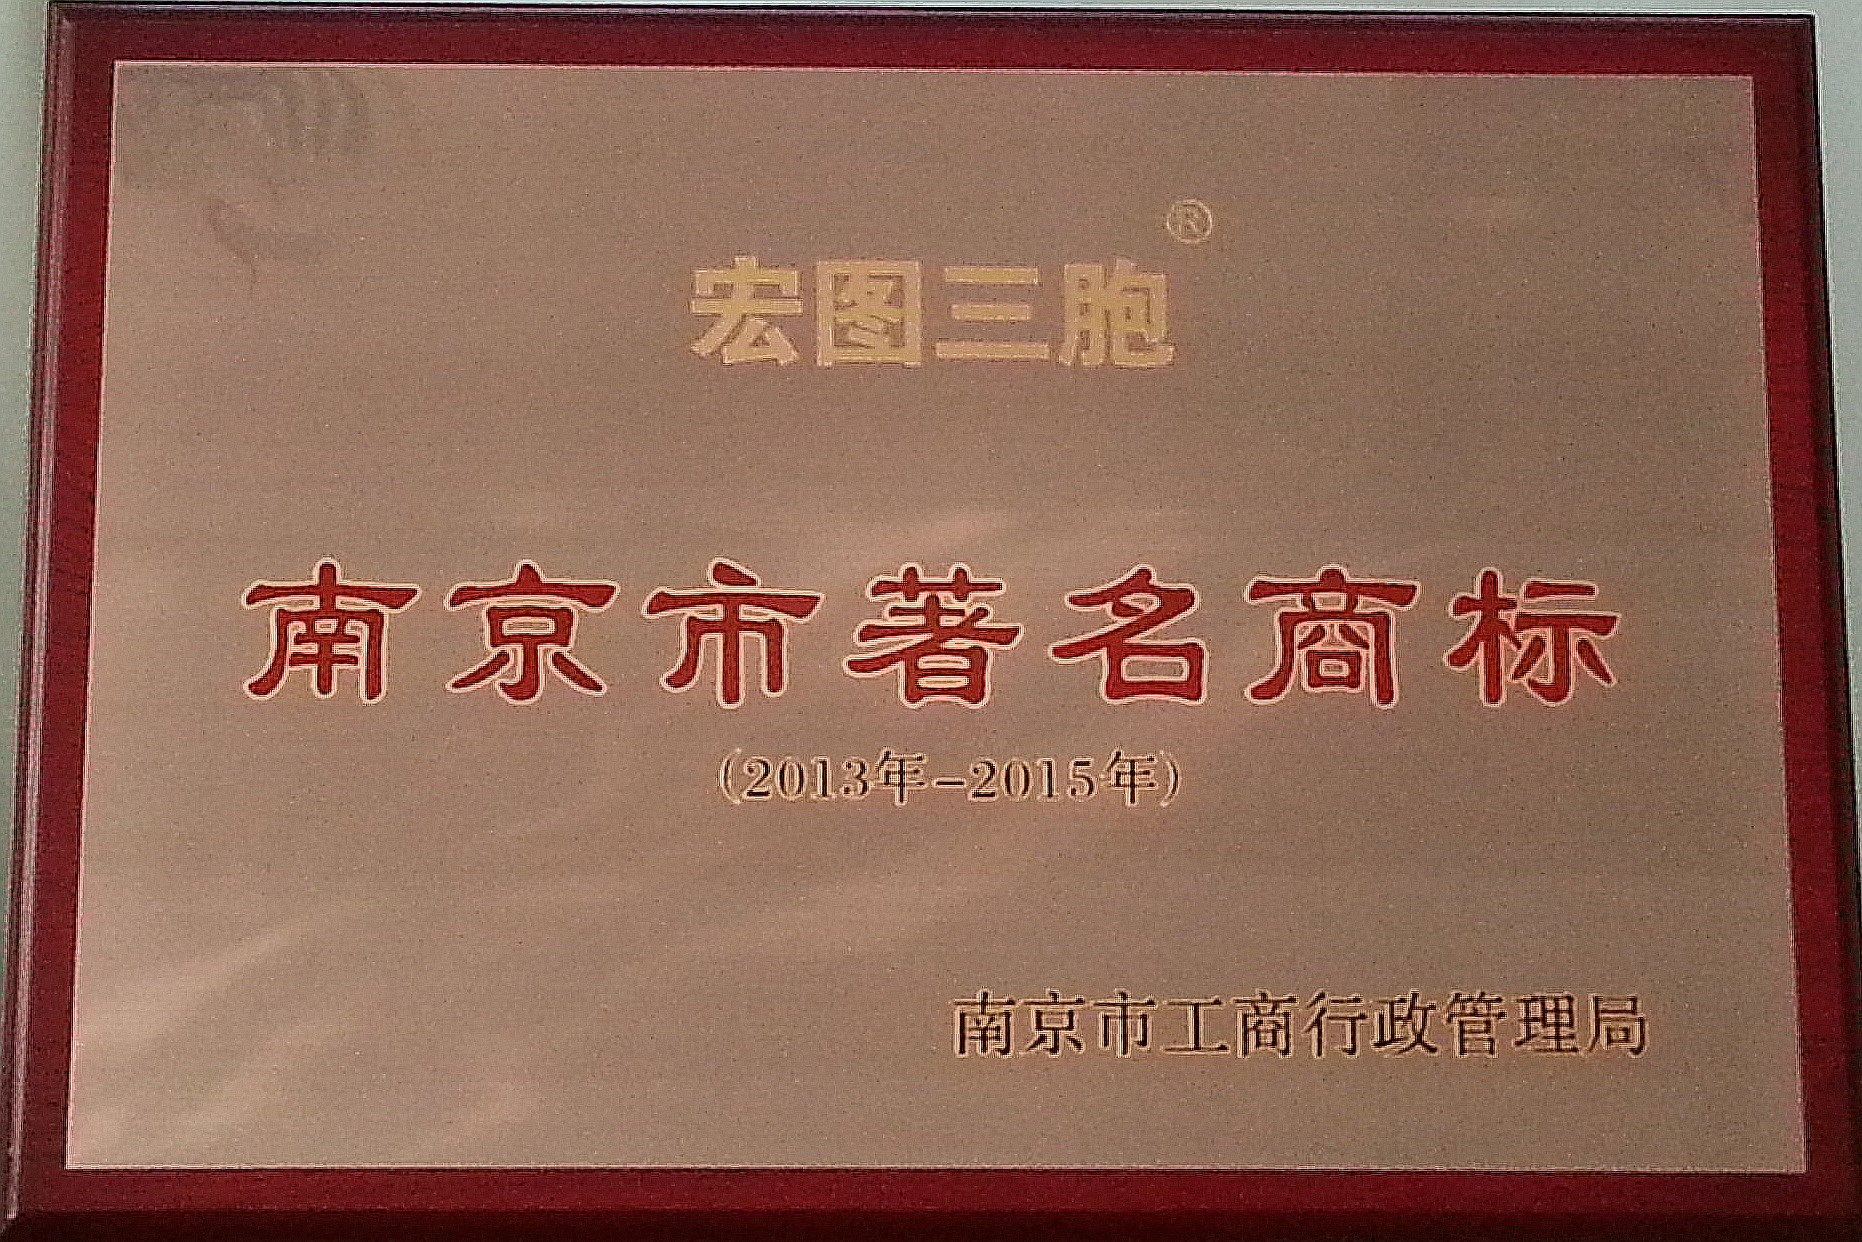 宏图三胞®
南京市著名商标
(2013年-2015年)
南京市工商行政管理局